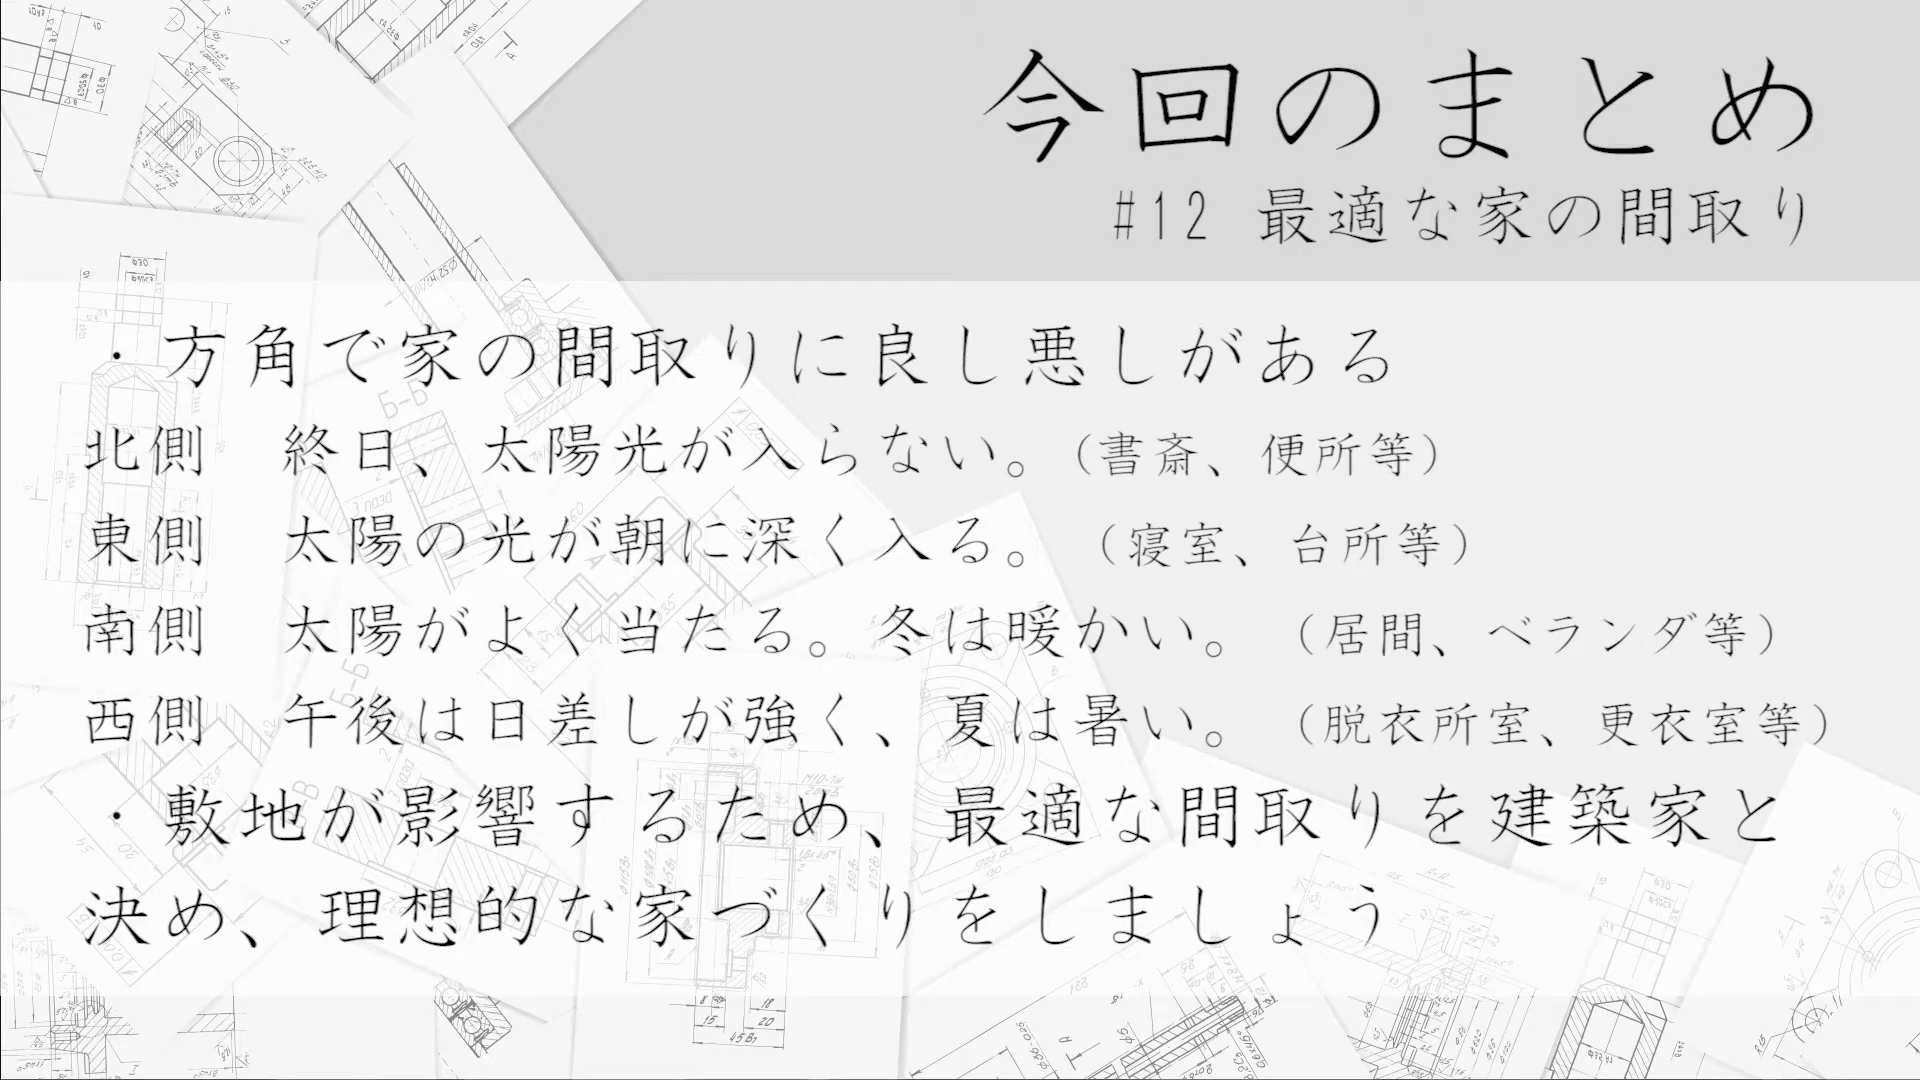 今回のまとめ
#12 最適な家の間取り
・方角で家の間取りに良し悪しがある
北側　終日、太陽光が入らない。（書斎、便所等）
東側　太陽の光が朝に深く入る。（寝室、台所等）
南側　太陽がよく当たる。冬は暖かい。（居間、ベランダ等）
西側　午後は日差しが強く、夏は暑い。（脱衣所室、更衣室等）
・敷地が影響するため、最適な間取りを建築家と
決め、理想的な家づくりをしましょう